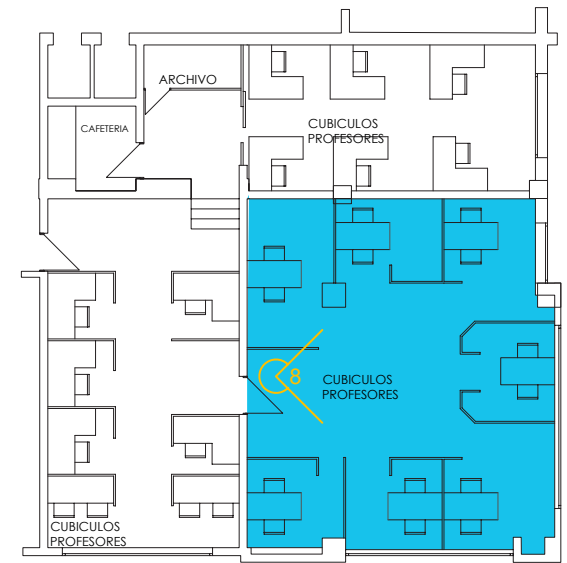 ARCHIVO
CAFETERIA
CUBICULOS
PROFESORES
8
CUBICULOS
PROFESORES
CUBICULOS
PROFESORES